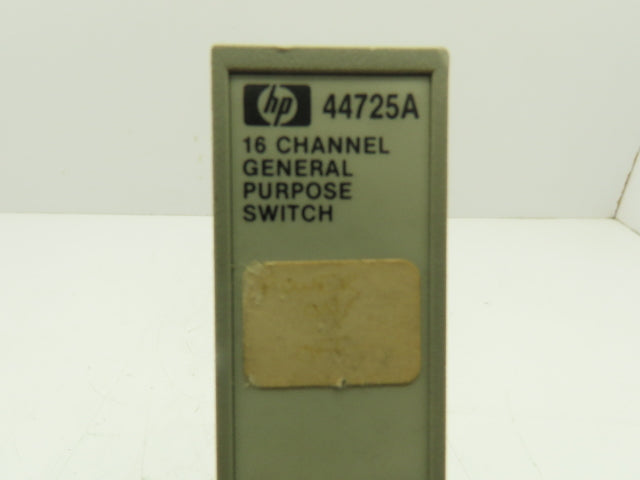 hp 44725A
16 CHANNEL
GENERAL
PURPOSE
SWITCH